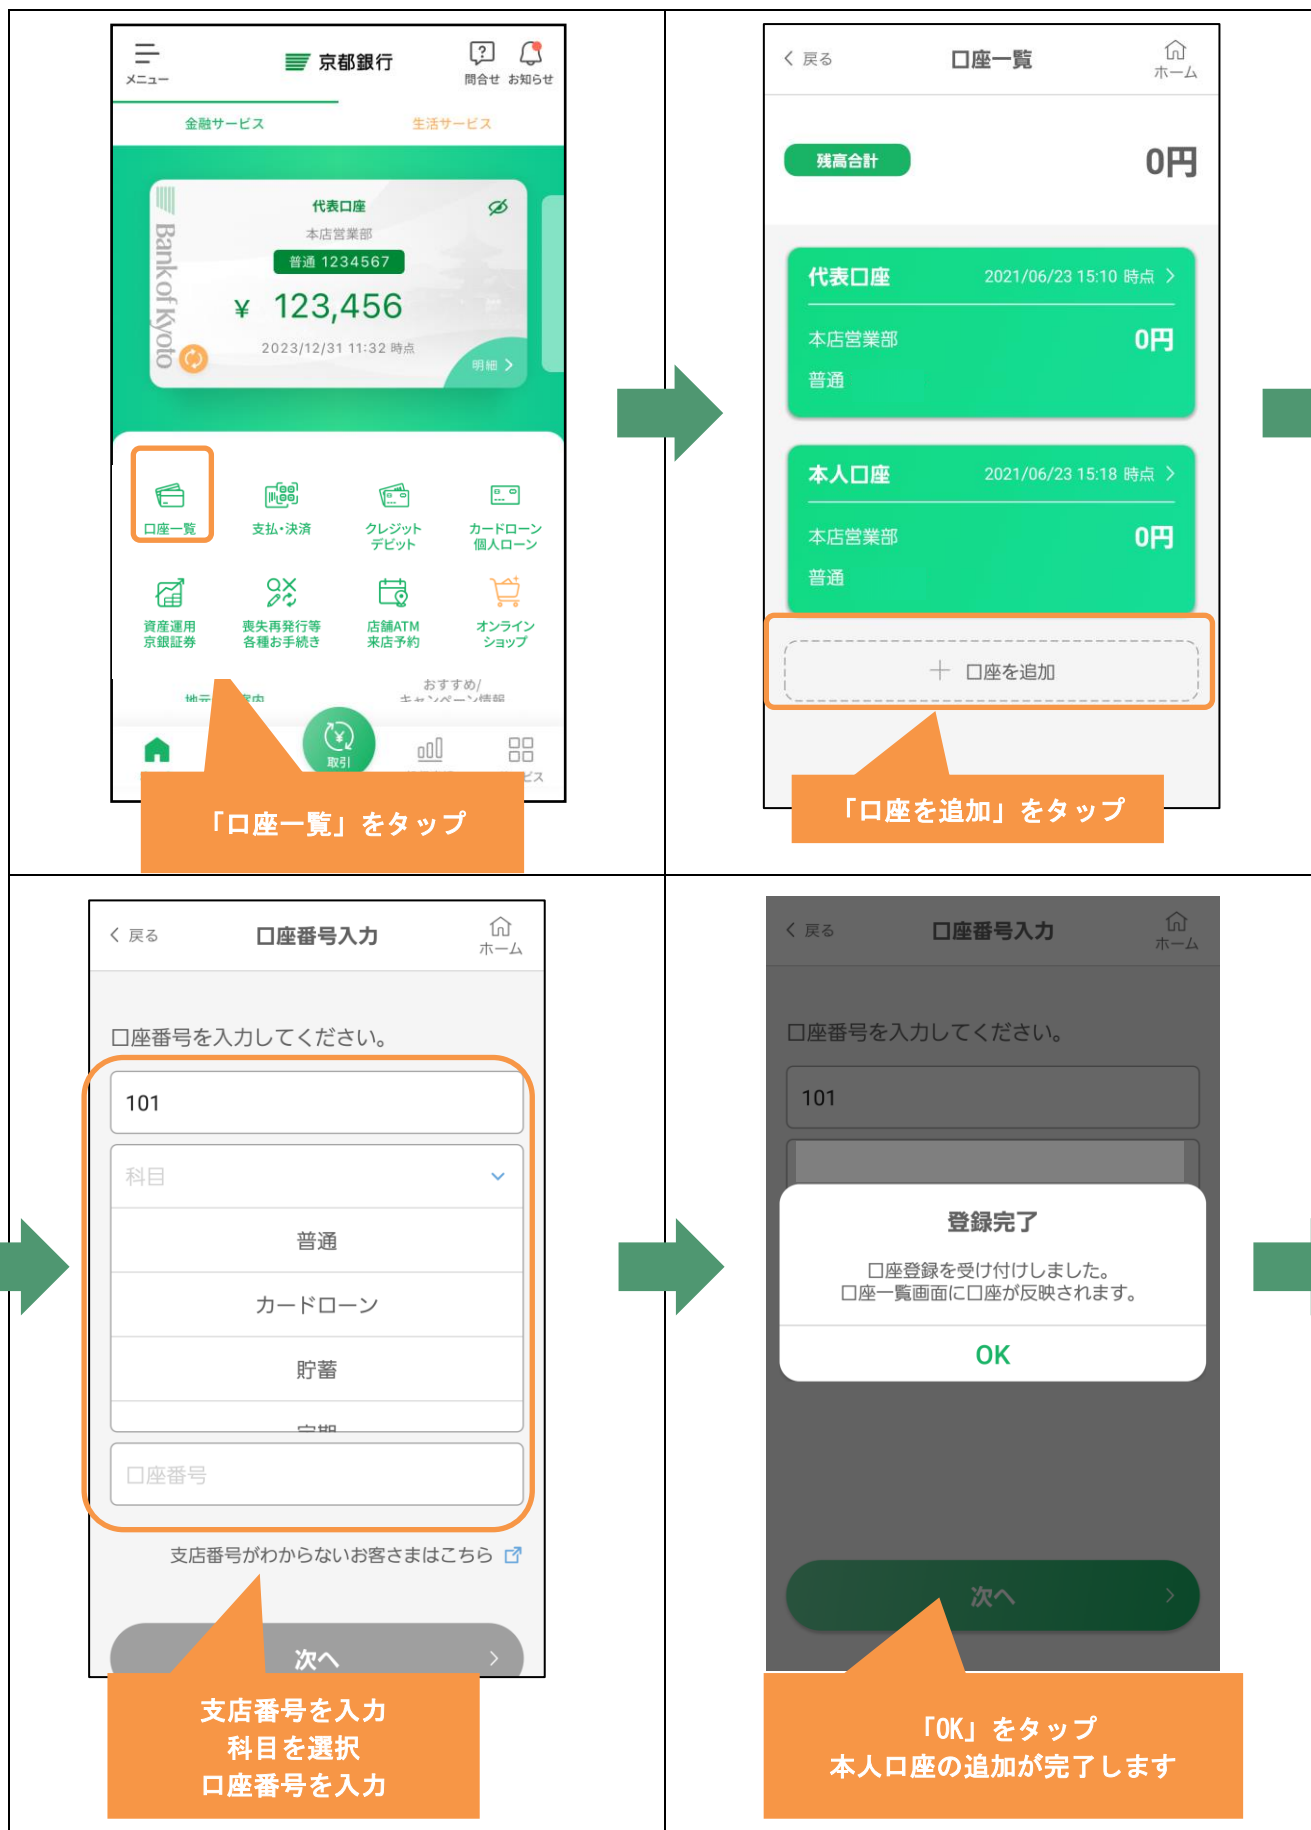 メニュー
京都銀行
問合せ お知らせ
金融サービス
生活サービス
Bank of Kyoto
代表口座
本店営業部
普通 1234567
¥ 123,456
2023/12/31 11:32 時点
明細
口座一覧
支払・決済
クレジット
デビット
カードローン
個人ローン
資産運用
京銀証券
喪失再発行等
各種お手続き
店舗ATM
来店予約
オンライン
ショップ
地元
案内
おすすめ/
キャンペーン情報
取引
「口座一覧」をタップ
戻る
口座一覧
ホーム
残高合計
0円
代表口座
2021/06/23 15:10 時点
本店営業部
0円
普通
本人口座
2021/06/23 15:18 時点
本店営業部
0円
普通
口座を追加
「口座を追加」をタップ
戻る
口座番号入力
ホーム
口座番号を入力してください。
101
科目
普通
カードローン
貯蓄
定期
口座番号
支店番号がわからないお客さまはこちら
次へ
支店番号を入力
科目を選択
口座番号を入力
戻る
口座番号入力
ホーム
口座番号を入力してください。
101
登録完了
口座登録を受け付けしました。
口座一覧画面に口座が反映されます。
OK
次へ
「OK」をタップ
本人口座の追加が完了します